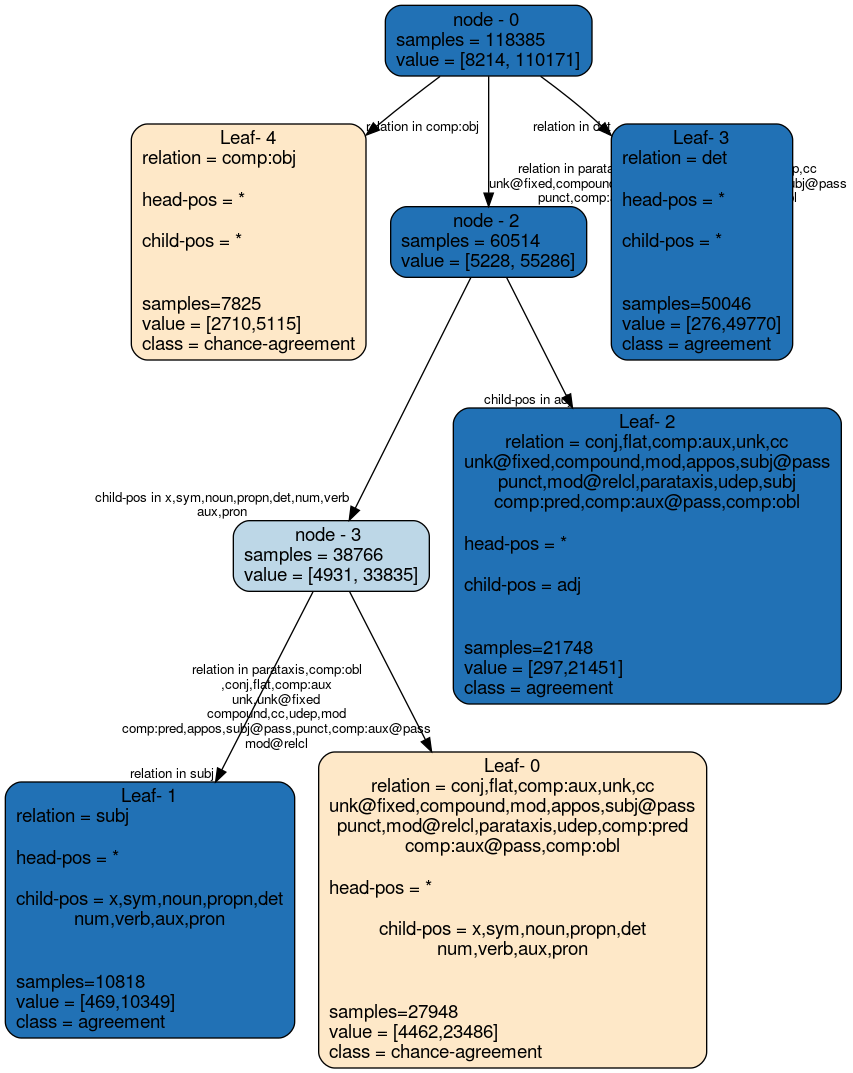 node - 0
samples = 118385
value = [8214, 110171]
relation in comp:obj
relation in det
relation in
p,cc
unk@fixed,compound
subj@pass
Leaf- 4
relation = comp:obj
head-pos = *
child-pos = *
samples=7825
value = [2710,5115]
class = chance-agreement
Leaf- 3
relation = det
head-pos = *
child-pos = *
samples=50046
value = [276,49770]
class = agreement
node - 2
samples = 60514
value = [5228, 55286]
child-pos in x,sym,noun,propn,det,num,verb
aux,pron
child-pos in adj
Leaf- 2
relation = conj,flat,comp:aux,unk,cc
unk@fixed,compound,mod,appos,subj@pass
punct,mod@relcl,parataxis,udep,subj
comp:pred,comp:aux@pass,comp:obl
head-pos = *
child-pos = adj
samples=21748
value = [297,21451]
class = agreement
node - 3
samples = 38766
value = [4931, 33835]
relation in parataxis,comp:obl
,conj,flat,comp:aux
unk,unk@fixed
compound,cc,udep,mod
comp:pred,appos,subj@pass,punct,comp:aux@pass
mod@relcl
relation in subj
Leaf- 1
relation = subj
head-pos = *
child-pos = x,sym,noun,propn,det
num,verb,aux,pron
samples=10818
value = [469,10349]
class = agreement
Leaf- 0
relation = conj,flat,comp:aux,unk,cc
unk@fixed,compound,mod,appos,subj@pass
punct,mod@relcl,parataxis,udep,comp:pred
comp:aux@pass,comp:obl
head-pos = *
child-pos = x,sym,noun,propn,det
num,verb,aux,pron
samples=27948
value = [4462,23486]
class = chance-agreement